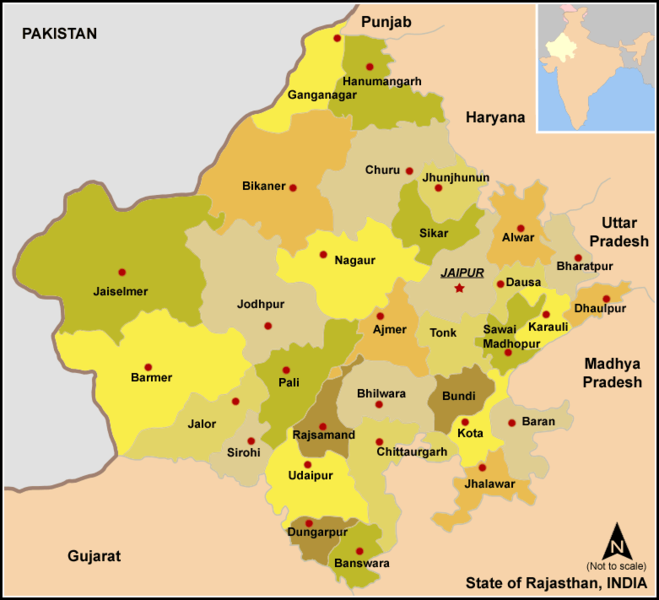 Punjab
PAKISTAN
Hanumangarh
Ganganagar
Haryana
Churu
Jhunjhunun
Bikaner
Uttar
Pradesh
Sikar
Alwar
Nagaur
Bharatpur
JAIPUR
Dausa
Jaiselmer
Jodhpur
Dhaulpur
Ajmer
Tonk
Sawai
Madhopur
Karauli
Madhya
Pradesh
Barmer
Pali
Bhilwara
Bundi
Jalor
Rajsamand
Kota
Baran
Sirohi
Chittaurgarh
Udaipur
Jhalawar
Dungarpur
Banswara
Gujarat
N
(Not to scale)
State of Rajasthan, INDIA